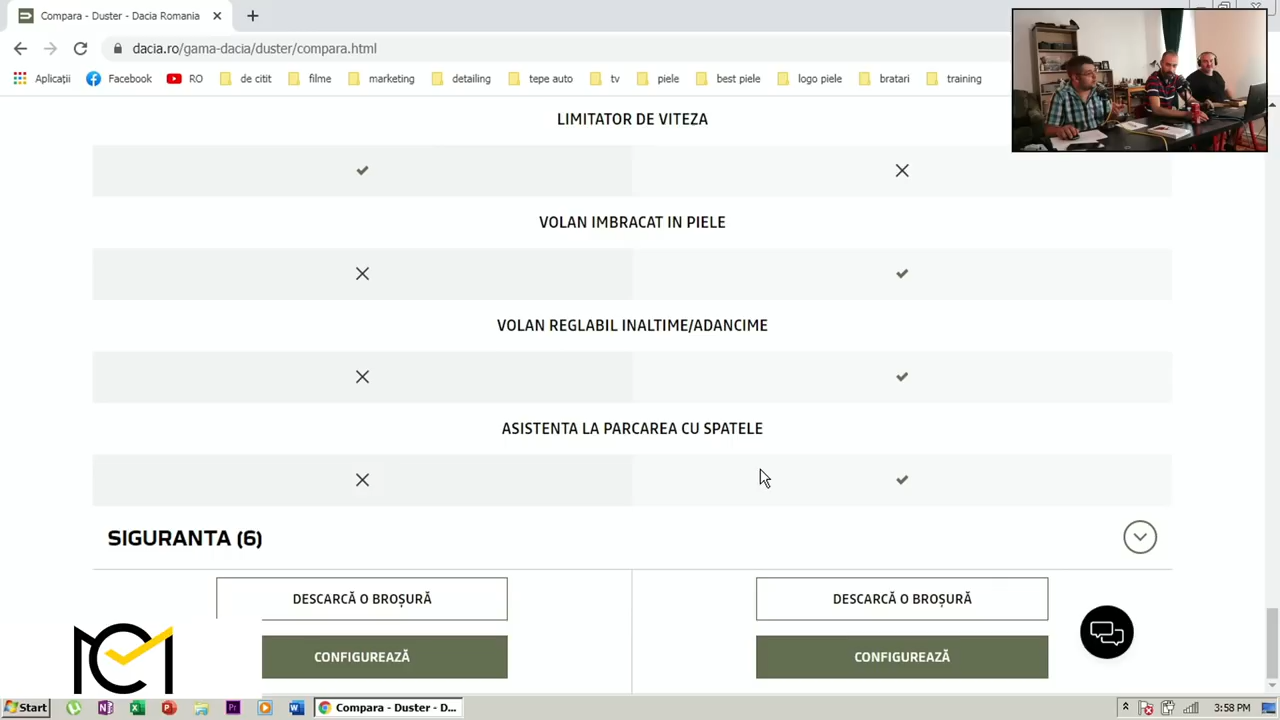 Compara - Duster - Dacia Romania
dacia.ro/gama-dacia/duster/compara.html
Aplicații Facebook RO de citit filme marketing detailing tepe auto tv piele best piele logo piele bratari training
LIMITATOR DE VITEZA
VOLAN IMBRACAT IN PIELE
VOLAN REGLABIL INALTIME/ADANCIME
ASISTENTA LA PARCAREA CU SPATELE
SIGURANTA (6)
DESCARCĂ O BROȘURĂ DESCARCĂ O BROȘURĂ
CONFIGUREAZĂ CONFIGUREAZĂ
Start Compara - Duster - D... 3:58 PM